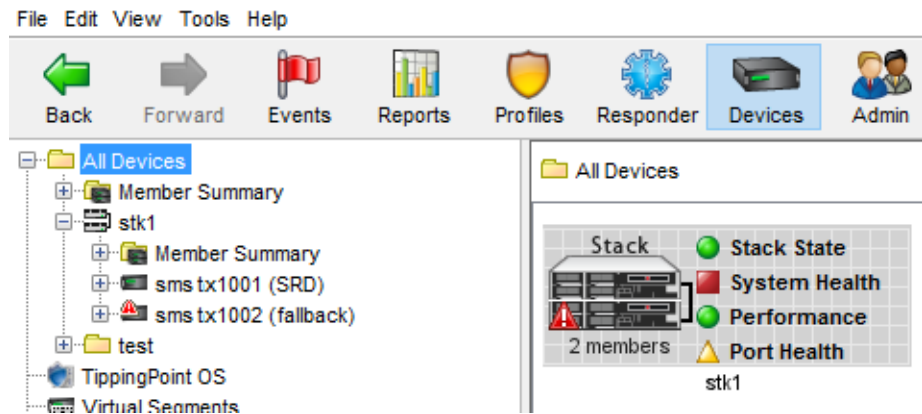 File Edit View Tools Help
Back Forward Events Reports Profiles Responder Devices Admin
All Devices
Member Summary
stk1
Member Summary
sms tx1001 (SRD)
sms tx1002 (fallback)
test
TippingPoint OS
Virtual Segments
All Devices
Stack
Stack State
System Health
Performance
2 members
Port Health
stk1